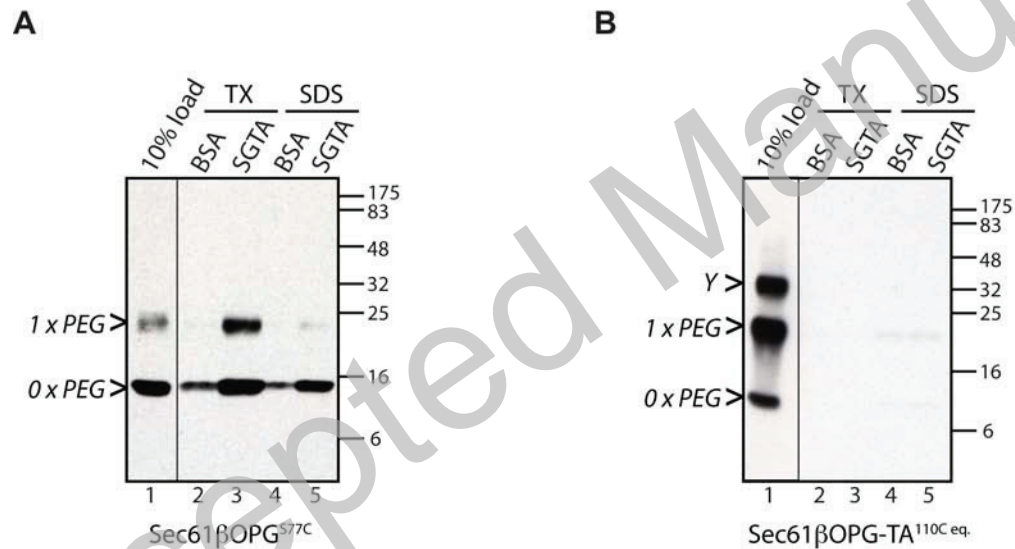 A
10% load
TX
SDS
BSA
SGTA
BSA
SGTA
175
83
48
32
25
16
6
1 x PEG >
0 x PEG >
1 2 3 4 5
Sec61βOPG^S77C
B
10% load
TX
SDS
BSA
SGTA
BSA
SGTA
175
83
48
32
25
16
6
Y >
1 x PEG >
0 x PEG >
1 2 3 4 5
Sec61βOPG-TA^110C eq.
epted Manu